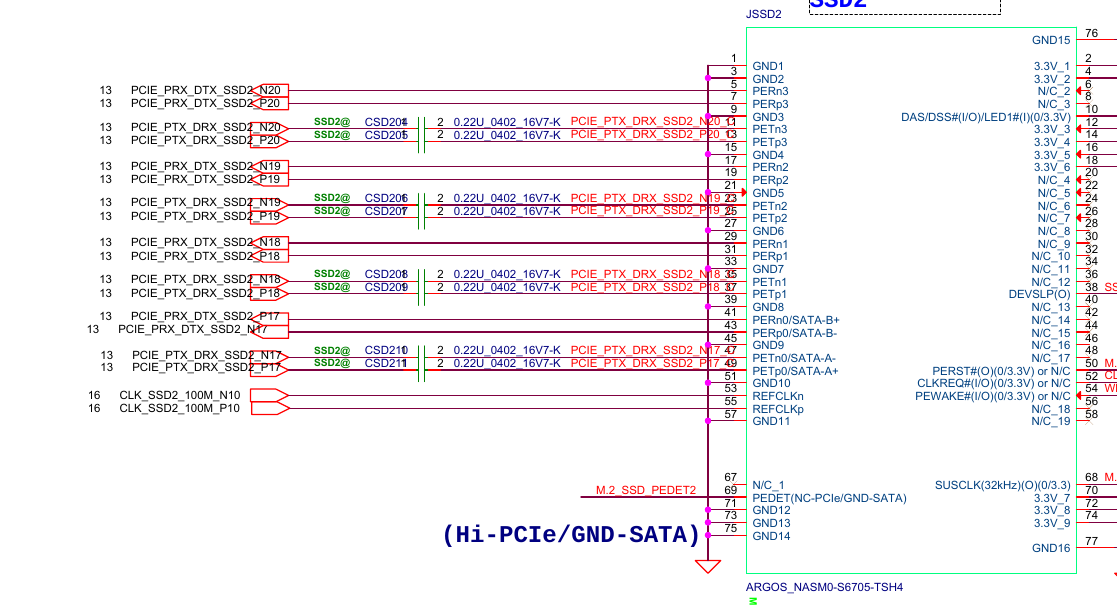 SSD2
JSSD2
GND15 76
1 GND1 3.3V_1 2
3 GND2 3.3V_2 4
13 PCIE_PRX_DTX_SSD2_N20 5 PERn3 N/C_2 6
13 PCIE_PRX_DTX_SSD2_P20 7 PERp3 N/C_3 8
9 GND3 DAS/DSS#(I/O)/LED1#(I)(0/3.3V) 10
13 PCIE_PTX_DRX_SSD2_N20 SSD2@ CSD204 1 2 0.22U_0402_16V7-K PCIE_PTX_DRX_SSD2_N20_C 11 PETn3 3.3V_3 12
13 PCIE_PTX_DRX_SSD2_P20 SSD2@ CSD205 1 2 0.22U_0402_16V7-K PCIE_PTX_DRX_SSD2_P20_C 13 PETp3 3.3V_4 14
15 GND4 3.3V_5 16
13 PCIE_PRX_DTX_SSD2_N19 17 PERn2 3.3V_6 18
13 PCIE_PRX_DTX_SSD2_P19 19 PERp2 N/C_4 20
21 GND5 N/C_5 22
13 PCIE_PTX_DRX_SSD2_N19 SSD2@ CSD206 1 2 0.22U_0402_16V7-K PCIE_PTX_DRX_SSD2_N19_C 23 PETn2 N/C_6 24
13 PCIE_PTX_DRX_SSD2_P19 SSD2@ CSD207 1 2 0.22U_0402_16V7-K PCIE_PTX_DRX_SSD2_P19_C 25 PETp2 N/C_7 26
27 GND6 N/C_8 28
13 PCIE_PRX_DTX_SSD2_N18 29 PERn1 N/C_9 30
13 PCIE_PRX_DTX_SSD2_P18 31 PERp1 N/C_10 32
33 GND7 N/C_11 34
13 PCIE_PTX_DRX_SSD2_N18 SSD2@ CSD208 1 2 0.22U_0402_16V7-K PCIE_PTX_DRX_SSD2_N18_C 35 PETn1 N/C_12 36
13 PCIE_PTX_DRX_SSD2_P18 SSD2@ CSD209 1 2 0.22U_0402_16V7-K PCIE_PTX_DRX_SSD2_P18_C 37 PETp1 DEVSLP(O) 38 SS
39 GND8 N/C_13 40
13 PCIE_PRX_DTX_SSD2_P17 41 PERn0/SATA-B+ N/C_14 42
13 PCIE_PRX_DTX_SSD2_N17 43 PERp0/SATA-B- N/C_15 44
45 GND9 N/C_16 46
13 PCIE_PTX_DRX_SSD2_N17 SSD2@ CSD210 1 2 0.22U_0402_16V7-K PCIE_PTX_DRX_SSD2_N17_C 47 PETn0/SATA-A- N/C_17 48
13 PCIE_PTX_DRX_SSD2_P17 SSD2@ CSD211 1 2 0.22U_0402_16V7-K PCIE_PTX_DRX_SSD2_P17_C 49 PETp0/SATA-A+ PERST#(O)(0/3.3V) or N/C 50 M.
51 GND10 CLKREQ#(I/O)(0/3.3V) or N/C 52 CL
16 CLK_SSD2_100M_N10 53 REFCLKn PEWAKE#(I/O)(0/3.3V) or N/C 54
16 CLK_SSD2_100M_P10 55 REFCLKp N/C_18 56
57 GND11 N/C_19 58
67 N/C_1 SUSCLK(32kHz)(O)(0/3.3) 68 M.
M.2_SSD_PEDET2 69 PEDET(NC-PCIe/GND-SATA) 3.3V_7 70
71 GND12 3.3V_8 72
73 GND13 3.3V_9 74
(Hi-PCIe/GND-SATA) 75 GND14
GND16 77
ARGOS_NASM0-S6705-TSH4